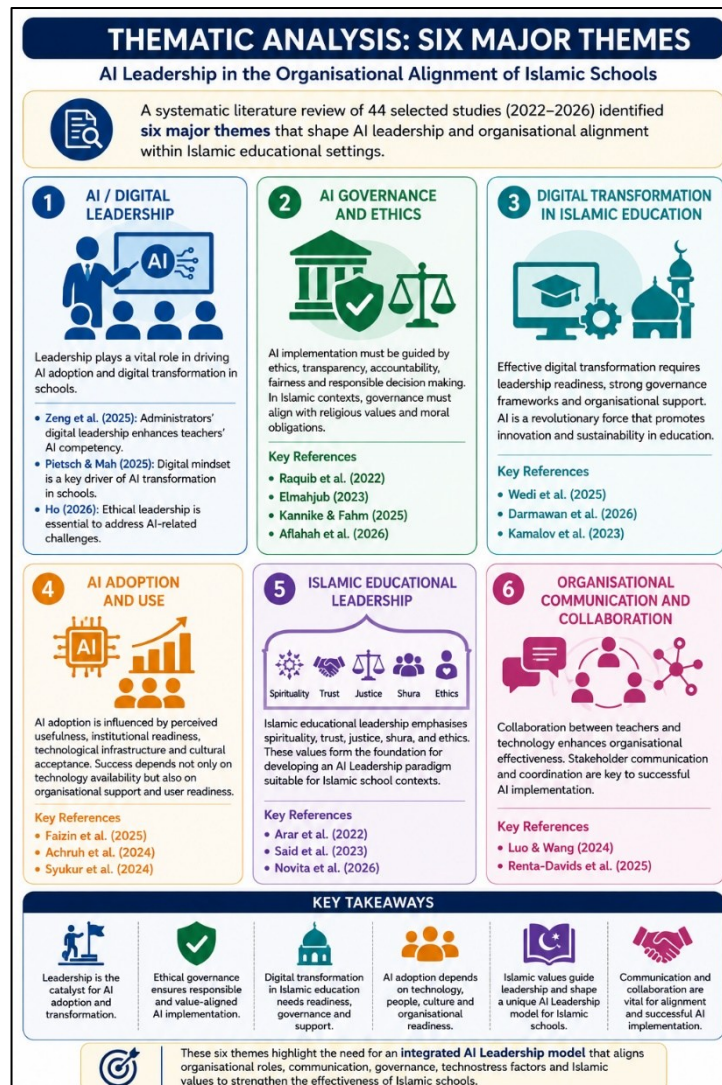 THEMATIC ANALYSIS: SIX MAJOR THEMES
AI Leadership in the Organisational Alignment of Islamic Schools
A systematic literature review of 44 selected studies (2022–2026) identified
six major themes that shape AI leadership and organisational alignment
within Islamic educational settings.
1
AI / DIGITAL
LEADERSHIP
AI
Leadership plays a vital role in driving
AI adoption and digital transformation in
schools.
• Zeng et al. (2025): Administrators'
digital leadership enhances teachers'
AI competency.
• Pietsch & Mah (2025): Digital mindset
is a key driver of AI transformation
in schools.
• Ho (2026): Ethical leadership is
essential to address AI-related
challenges.
2
AI GOVERNANCE
AND ETHICS
AI implementation must be guided by
ethics, transparency, accountability,
fairness and responsible decision making.
In Islamic contexts, governance must
align with religious values and moral
obligations.
Key References
• Raquib et al. (2022)
• Elmahjub (2023)
• Kannike & Fahm (2025)
• Aflahah et al. (2026)
3
DIGITAL TRANSFORMATION
IN ISLAMIC EDUCATION
Effective digital transformation requires
leadership readiness, strong governance
frameworks and organisational support.
AI is a revolutionary force that promotes
innovation and sustainability in education.
Key References
• Wedi et al. (2025)
• Darmawan et al. (2026)
• Kamalov et al. (2023)
4
AI ADOPTION
AND USE
AI
AI adoption is influenced by perceived
usefulness, institutional readiness,
technological infrastructure and cultural
acceptance. Success depends not only on
technology availability but also on
organisational support and user readiness.
Key References
• Faizin et al. (2025)
• Achruh et al. (2024)
• Syukur et al. (2024)
5
ISLAMIC EDUCATIONAL
LEADERSHIP
Spirituality Trust Justice Shura Ethics
Islamic educational leadership emphasises
spirituality, trust, justice, shura, and ethics.
These values form the foundation for
developing an AI Leadership paradigm
suitable for Islamic school contexts.
Key References
• Arar et al. (2022)
• Said et al. (2023)
• Novita et al. (2026)
6
ORGANISATIONAL
COMMUNICATION AND
COLLABORATION
Collaboration between teachers and
technology enhances organisational
effectiveness. Stakeholder communication
and coordination are key to successful
AI implementation.
Key References
• Luo & Wang (2024)
• Renta-Davids et al. (2025)
KEY TAKEAWAYS
Leadership is the
catalyst for AI
adoption and
transformation.
Ethical governance
ensures responsible
and value-aligned
AI implementation.
Digital transformation
in Islamic education
needs readiness,
governance and
support.
AI adoption depends
on technology,
people, culture and
organisational
readiness.
Islamic values guide
leadership and shape
a unique AI Leadership
model for Islamic
schools.
Communication and
collaboration are
vital for alignment
and successful AI
implementation.
These six themes highlight the need for an integrated AI Leadership model that aligns
organisational roles, communication, governance, technostress factors and Islamic
values to strengthen the effectiveness of Islamic schools.